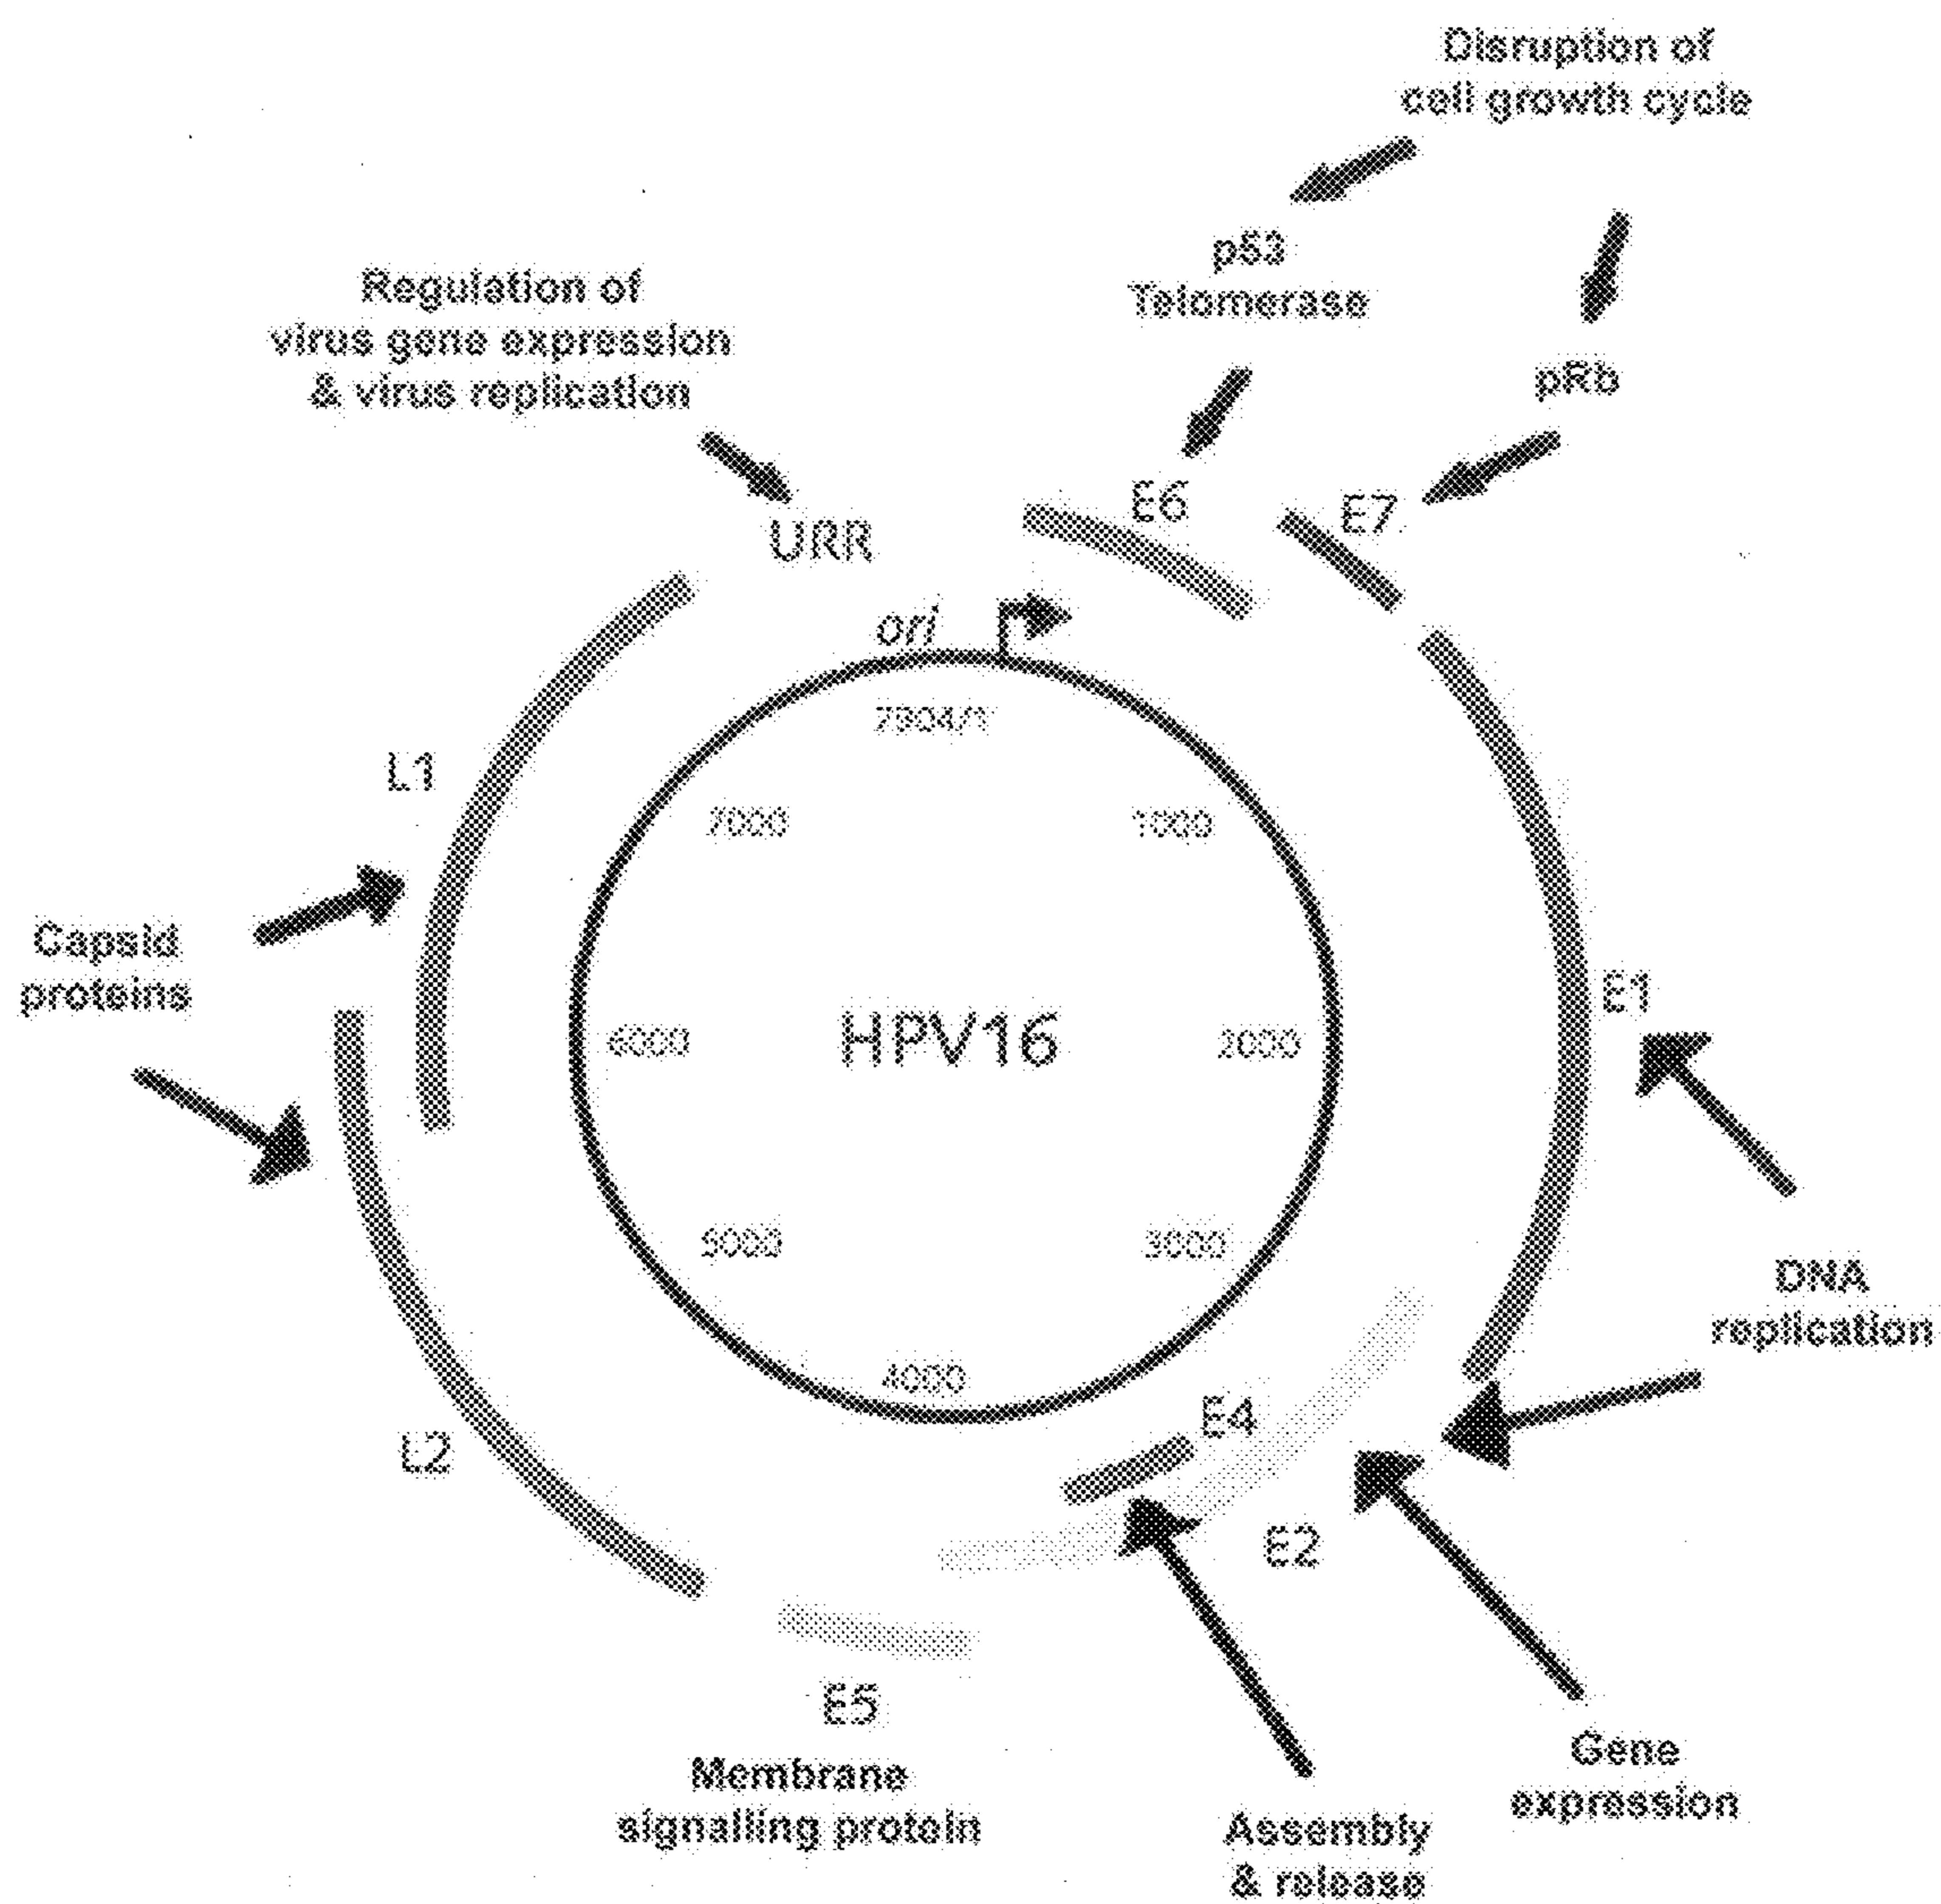 Disruption of
cell growth cycle
p53
Telomerase
pRb
Regulation of
virus gene expression
& virus replication
URR
E6
E7
ori
7904/1
L1
7000
1000
Capsid
proteins
E1
6000
HPV16
2000
5000
3000
DNA
replication
4000
E4
L2
E2
E5
Membrane
signalling protein
Gene
expression
Assembly
& release